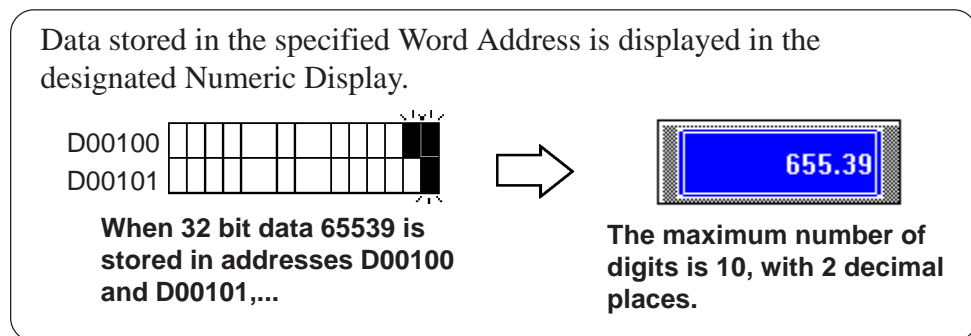 Data stored in the specified Word Address is displayed in the
designated Numeric Display.
D00100
D00101
655.39
When 32 bit data 65539 is
stored in addresses D00100
and D00101,...
The maximum number of
digits is 10, with 2 decimal
places.